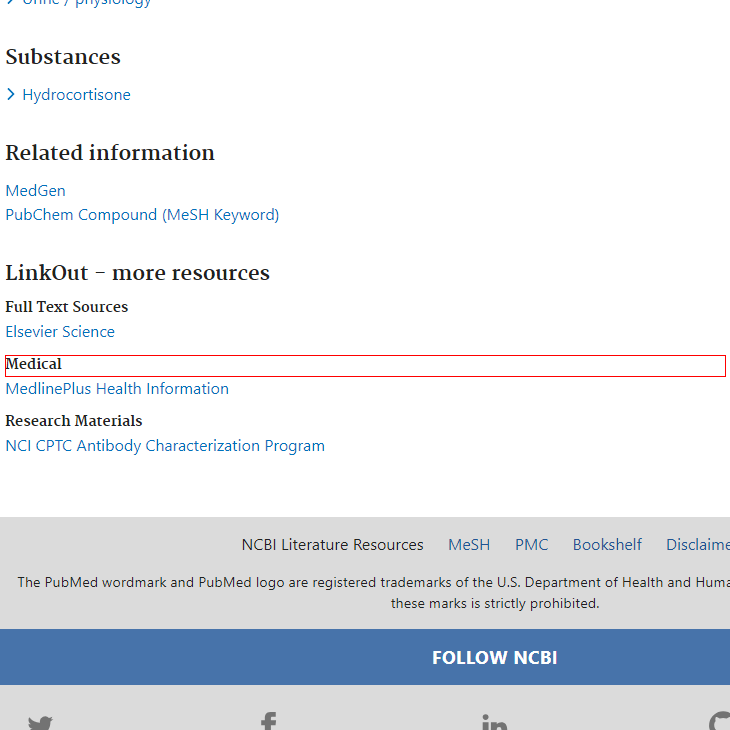 Urine / physiology
Substances
Hydrocortisone
Related information
MedGen
PubChem Compound (MeSH Keyword)
LinkOut - more resources
Full Text Sources
Elsevier Science
Medical
MedlinePlus Health Information
Research Materials
NCI CPTC Antibody Characterization Program
NCBI Literature Resources MeSH PMC Bookshelf Disclaime
The PubMed wordmark and PubMed logo are registered trademarks of the U.S. Department of Health and Huma
these marks is strictly prohibited.
FOLLOW NCBI